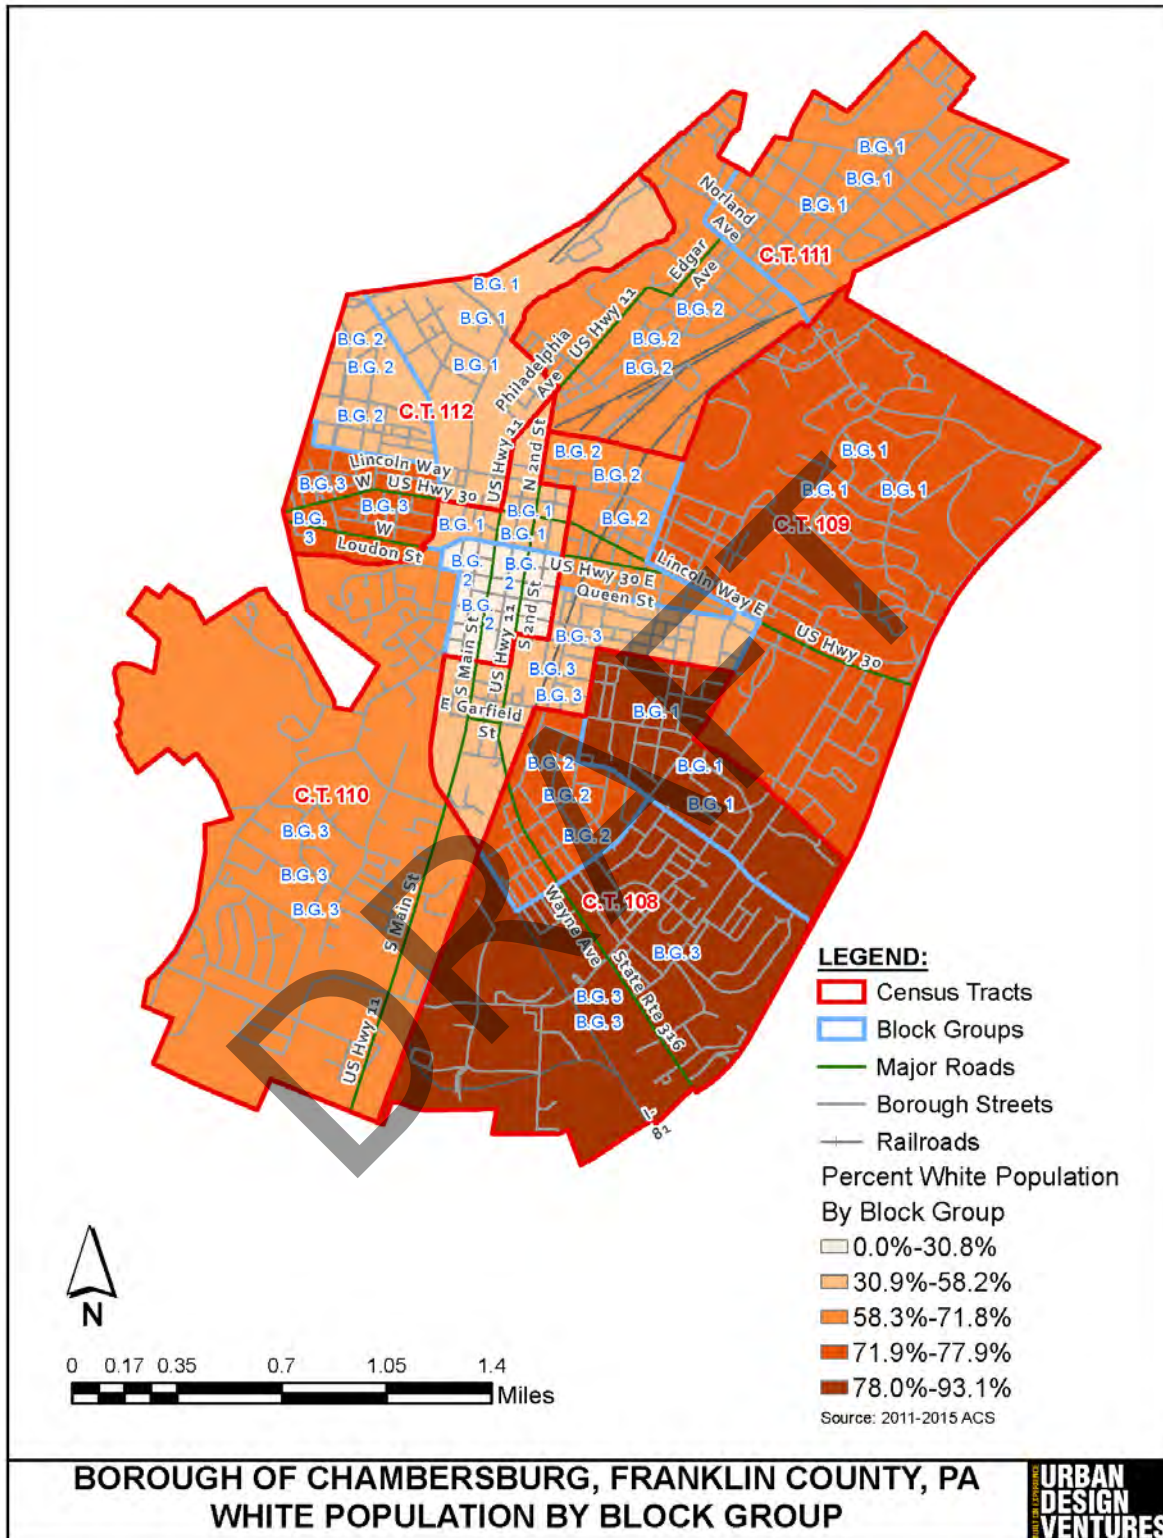 B.G. 1
B.G. 1
B.G. 1
Norland
Ave
C.T. 111
Edgar
Ave
B.G. 1
B.G. 1
US Hwy 11
B.G. 2
B.G. 2
B.G. 2
B.G. 2
B.G. 2
B.G. 1
Philadelphia
Ave
B.G. 2
C.T. 112
US Hwy 11
N 2nd St
B.G. 2
B.G. 2
B.G. 2
Lincoln Way
W
US Hwy 30
B.G. 3
B.G. 3
B.G.
3
W
Loudon St
B.G. 1
B.G. 1
B.G. 1
B.G. 1
B.G. 1
B.G. 1
C.T. 109
B.G.
2
B.G.
2
B.G.
2
US Hwy 30 E
Queen St
Lincoln Way E
US Hwy 30
S Main St
US Hwy 11
S 2nd St
B.G. 3
B.G. 3
B.G. 3
E Garfield
St
B.G. 1
B.G. 1
B.G. 1
B.G. 2
B.G. 2
B.G. 2
C.T. 110
B.G. 3
B.G. 3
B.G. 3
S Main St
US Hwy 11
C.T. 108
Wayne Ave
State Rte 316
B.G. 3
B.G. 3
B.G. 3
I-
81
DRAFT
LEGEND:
Census Tracts
Block Groups
Major Roads
Borough Streets
Railroads
Percent White Population
By Block Group
0.0%-30.8%
30.9%-58.2%
58.3%-71.8%
71.9%-77.9%
78.0%-93.1%
Source: 2011-2015 ACS
N
0 0.17 0.35 0.7 1.05 1.4
Miles
BOROUGH OF CHAMBERSBURG, FRANKLIN COUNTY, PA
WHITE POPULATION BY BLOCK GROUP
URBAN
DESIGN
VENTURES